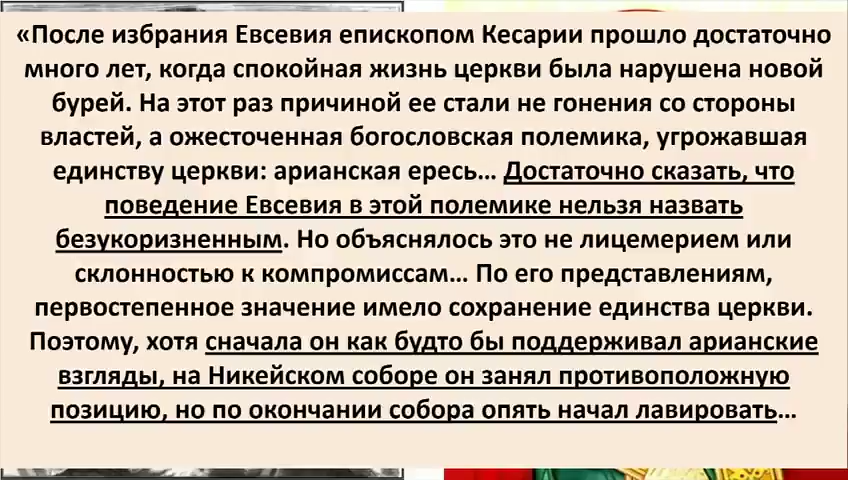 «После избрания Евсевия епископом Кесарии прошло достаточно
много лет, когда спокойная жизнь церкви была нарушена новой
бурей. На этот раз причиной ее стали не гонения со стороны
властей, а ожесточенная богословская полемика, угрожавшая
единству церкви: арианская ересь... Достаточно сказать, что
поведение Евсевия в этой полемике нельзя назвать
безукоризненным. Но объяснялось это не лицемерием или
склонностью к компромиссам... По его представлениям,
первостепенное значение имело сохранение единства церкви.
Поэтому, хотя сначала он как будто бы поддерживал арианские
взгляды, на Никейском соборе он занял противоположную
позицию, но по окончании собора опять начал лавировать...